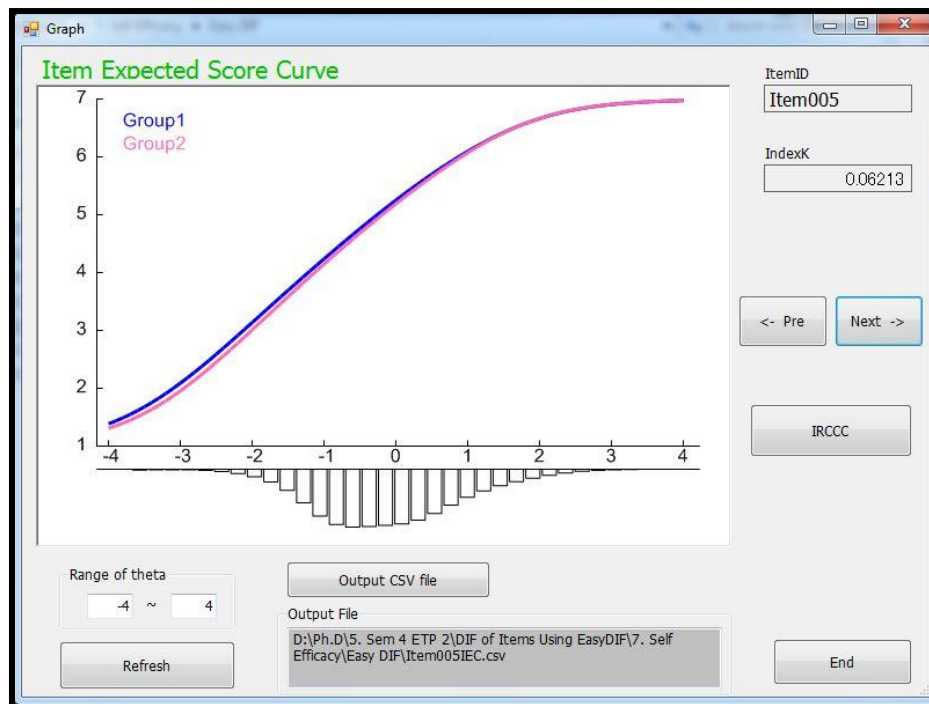 Graph
Item Expected Score Curve
Group1
Group2
7
6
5
4
3
2
1
-4 -3 -2 -1 0 1 2 3 4
ItemID
Item005
IndexK
0.06213
<- Pre Next ->
IRCCC
Range of theta
-4 ~ 4
Refresh
Output CSV file
Output File
D:\Ph.D\5. Sem 4 ETP 2\DIF of Items Using EasyDIF\7. Self
Efficacy\Easy DIF\Item005IEC.csv
End